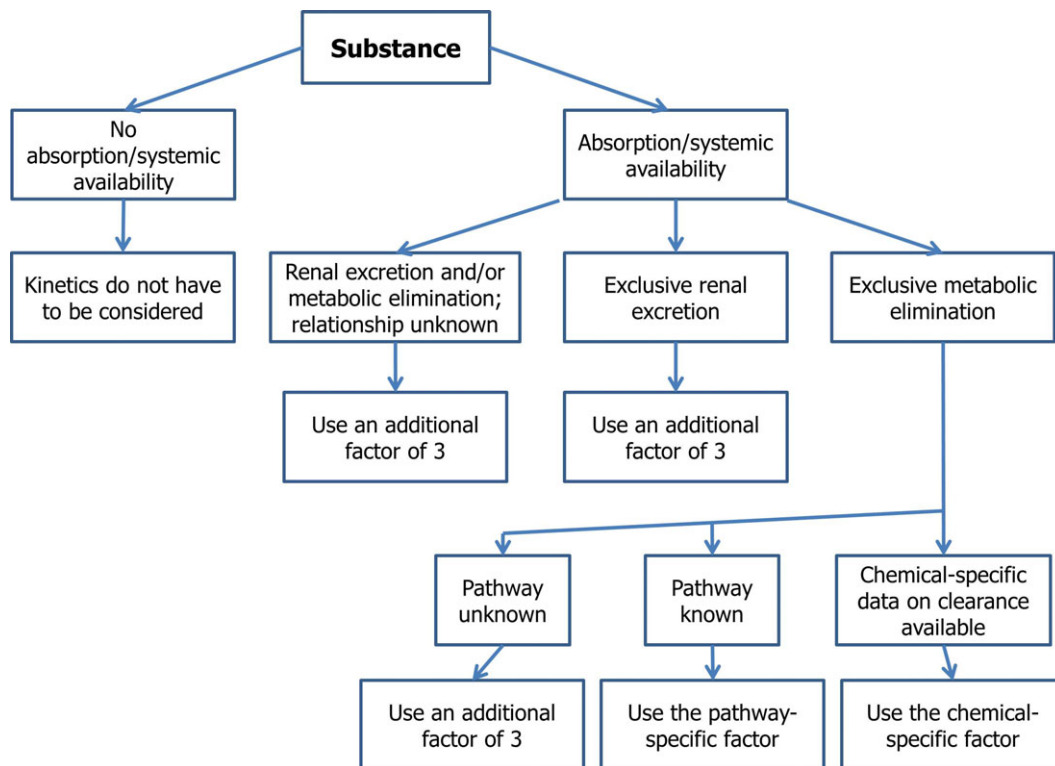 Substance
No
absorption/systemic
availability
Absorption/systemic
availability
Kinetics do not have
to be considered
Renal excretion and/or
metabolic elimination;
relationship unknown
Exclusive renal
excretion
Exclusive metabolic
elimination
Use an additional
factor of 3
Use an additional
factor of 3
Pathway
unknown
Pathway
known
Chemical-specific
data on clearance
available
Use an additional
factor of 3
Use the pathway-
specific factor
Use the chemical-
specific factor